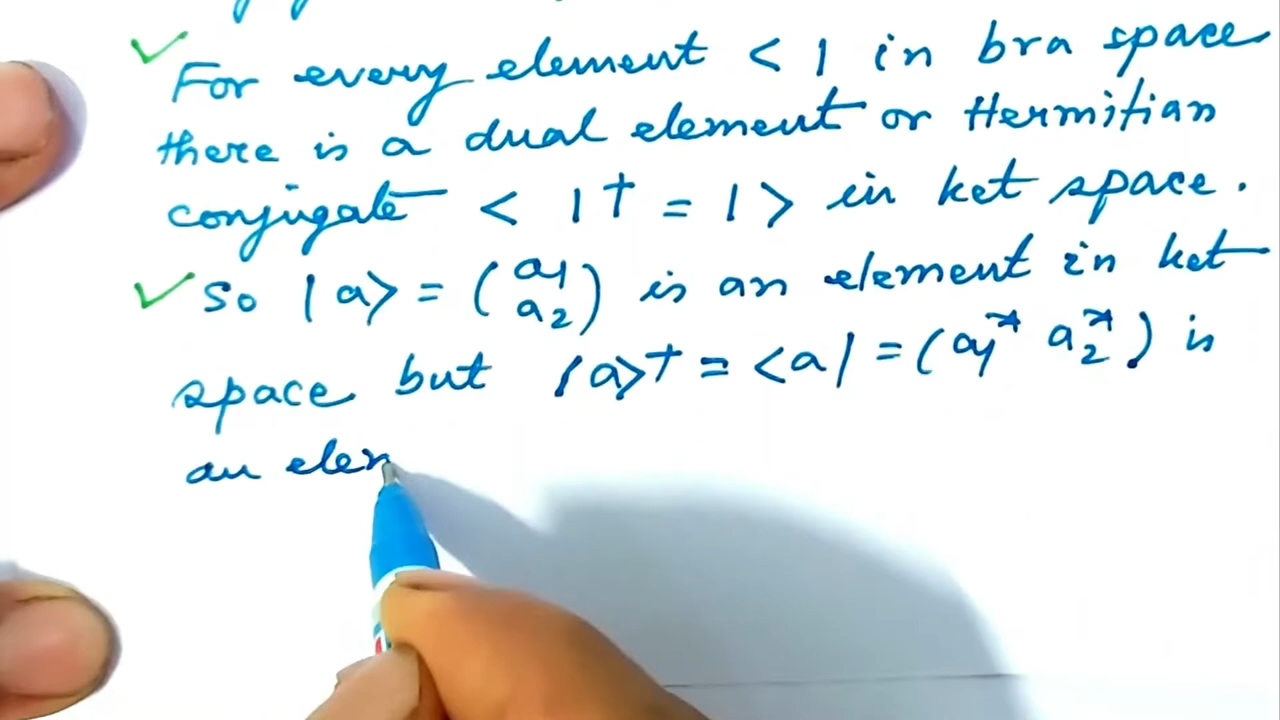 For every element < | in bra space
there is a dual element or Hermitian
conjugate < |† = | > in ket space.
✓ So |a> = (a1 a2) is an element in ket
space but |a>† = <a| = (a1* a2*) is
an elem